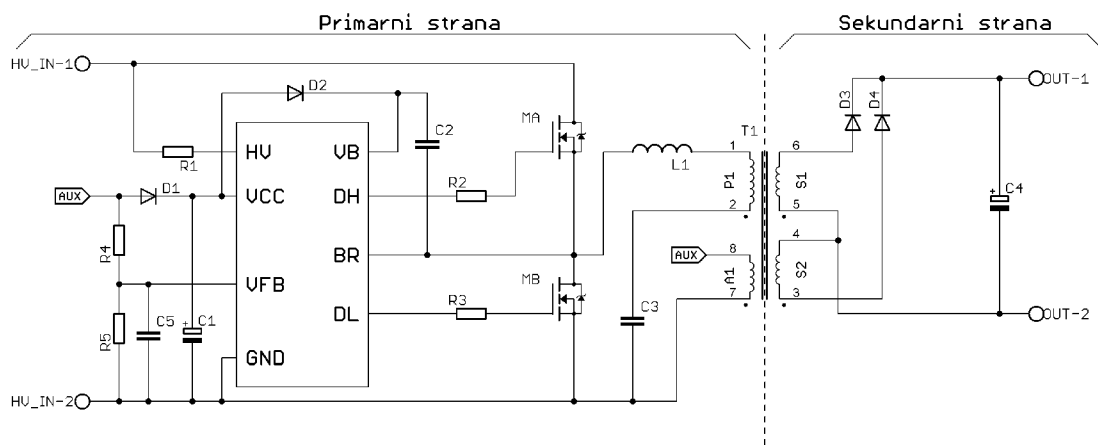 Primarni strana
Sekundarni strana
HV_IN-1
D2
MA
C2
T1
D3
D4
OUT-1
R1
HV
VB
L1
1
6
AUX
D1
VCC
DH
R2
P1
S1
C4
+
2
5
R4
BR
AUX
8
4
MB
A1
S2
VFB
R3
7
3
C3
OUT-2
R5
C5
+
C1
DL
GND
HV_IN-2